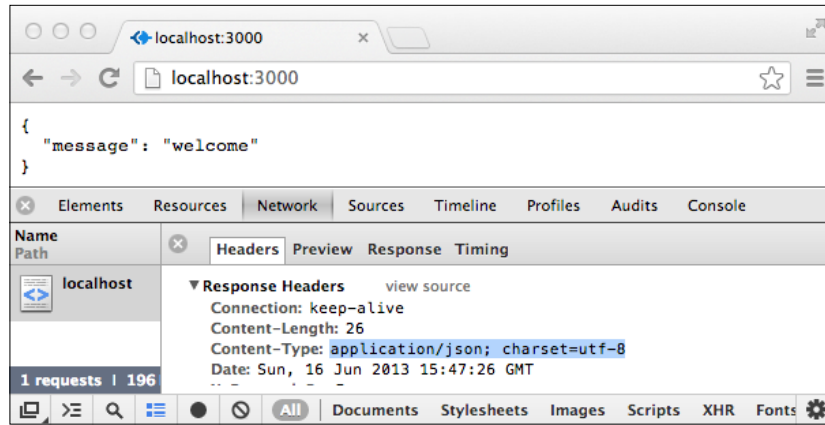 localhost:3000
localhost:3000
{
"message": "welcome"
}
Elements Resources Network Sources Timeline Profiles Audits Console
Name
Path
Headers Preview Response Timing
localhost
Response Headers view source
Connection: keep-alive
Content-Length: 26
Content-Type: application/json; charset=utf-8
Date: Sun, 16 Jun 2013 15:47:26 GMT
1 requests | 196
All Documents Stylesheets Images Scripts XHR Fonts